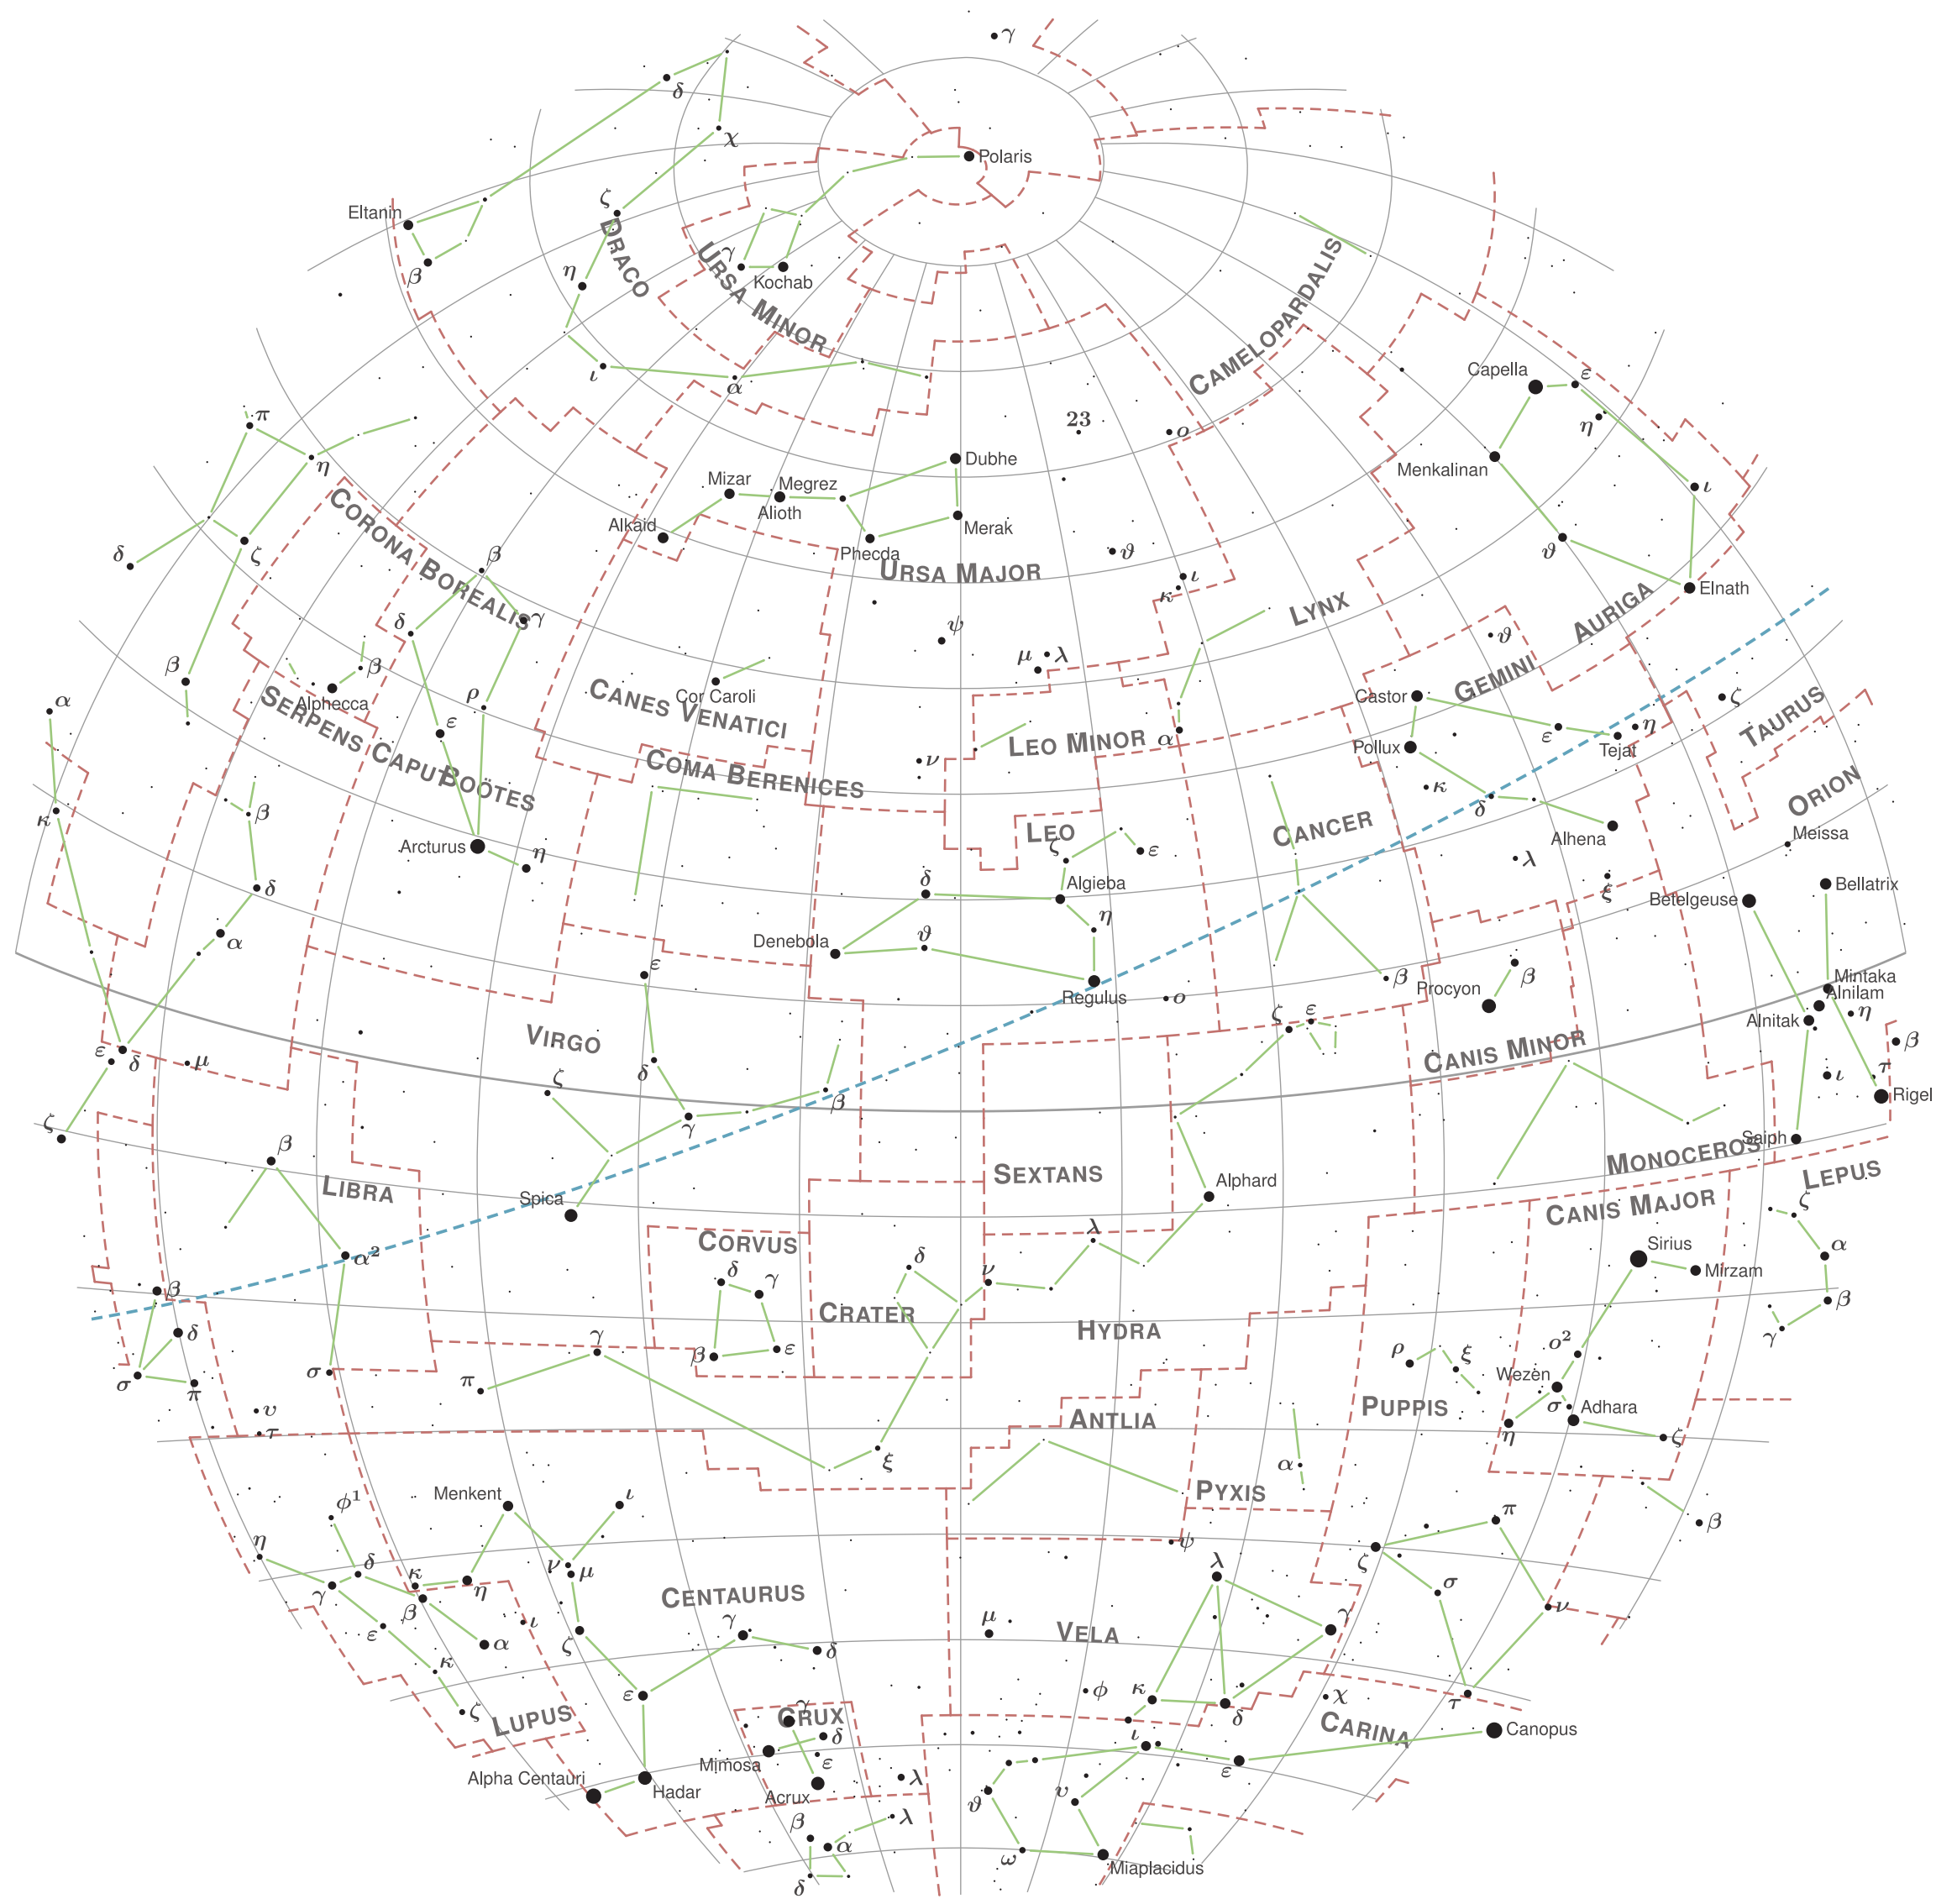 γ
δ
χ
Polaris
Eltanin
ζ
DRACO
URSA MINOR
γ
Kochab
β
η
CAMELOPARDALIS
ι
α
Capella
ε
η
π
23
ο
η
Dubhe
Menkalinan
Mizar
Megrez
Alioth
ι
CORONA BOREALIS
Alkaid
Merak
δ
ζ
β
Phecda
ϑ
ϑ
URSA MAJOR
ι
κ
Elnath
LYNX
AURIGA
δ
γ
ψ
ϑ
β
β
μ
λ
GEMINI
Alphecca
ρ
CANES VENATICI
Cor Caroli
Castor
ζ
TAURUS
α
SERPENS CAPUT
ε
LEO MINOR
α
Pollux
ε
Tejat
η
BOÖTES
COMA BERENICES
ν
κ
δ
ORION
κ
β
LEO
CANCER
Alhena
Meissa
Arcturus
η
ζ
ε
λ
δ
δ
Algieba
ξ
Betelgeuse
Bellatrix
η
α
Denebola
ϑ
ε
Regulus
ο
β
Procyon
β
Mintaka
Alnilam
VIRGO
ζ
ε
Alnitak
η
ε
δ
μ
δ
CANIS MINOR
β
ζ
β
ι
π
Rigel
γ
ζ
β
LIBRA
Spica
SEXTANS
Alphard
MONOCEROS
Saiph
LEPUS
CANIS MAJOR
ζ
α²
CORVUS
δ
γ
δ
ν
λ
Sirius
Mirzam
α
β
CRATER
HYDRA
β
δ
γ
β
ε
ρ
ξ
ο²
γ
σ
π
σ
π
Wezen
PUPPIS
σ
Adhara
υ
τ
ANTLIA
η
ζ
ξ
α
Menkent
ι
PYXIS
ϕ¹
π
β
η
δ
ν
μ
ψ
ζ
λ
γ
κ
η
CENTAURUS
σ
ν
β
ε
α
ι
ζ
γ
δ
μ
VELA
γ
κ
ε
ϕ
κ
δ
χ
τ
ζ
LUPUS
γ
CRUX
δ
ι
CARINA
Canopus
Mimosa
ε
ε
Alpha Centauri
Hadar
Acrux
λ
ϑ
υ
β
λ
α
ω
Miaplacidus
δ